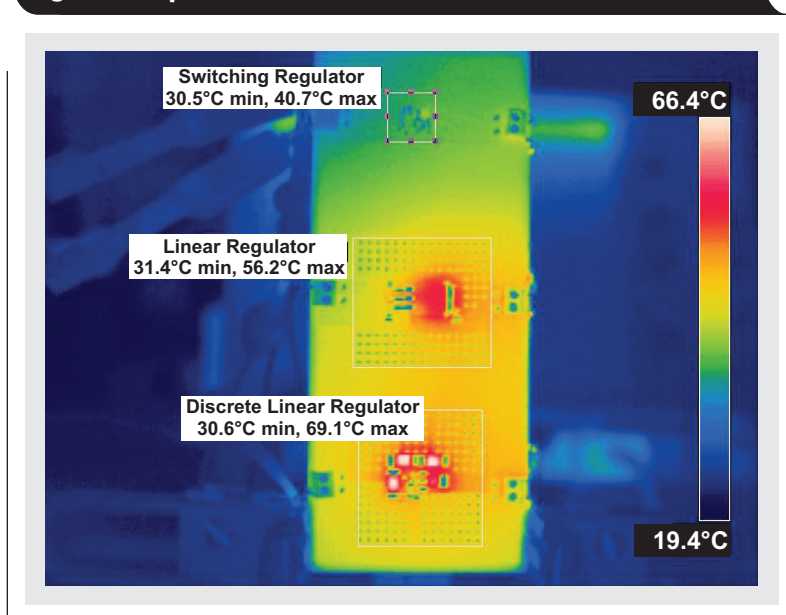 Switching Regulator
30.5°C min, 40.7°C max
66.4°C
Linear Regulator
31.4°C min, 56.2°C max
Discrete Linear Regulator
30.6°C min, 69.1°C max
19.4°C